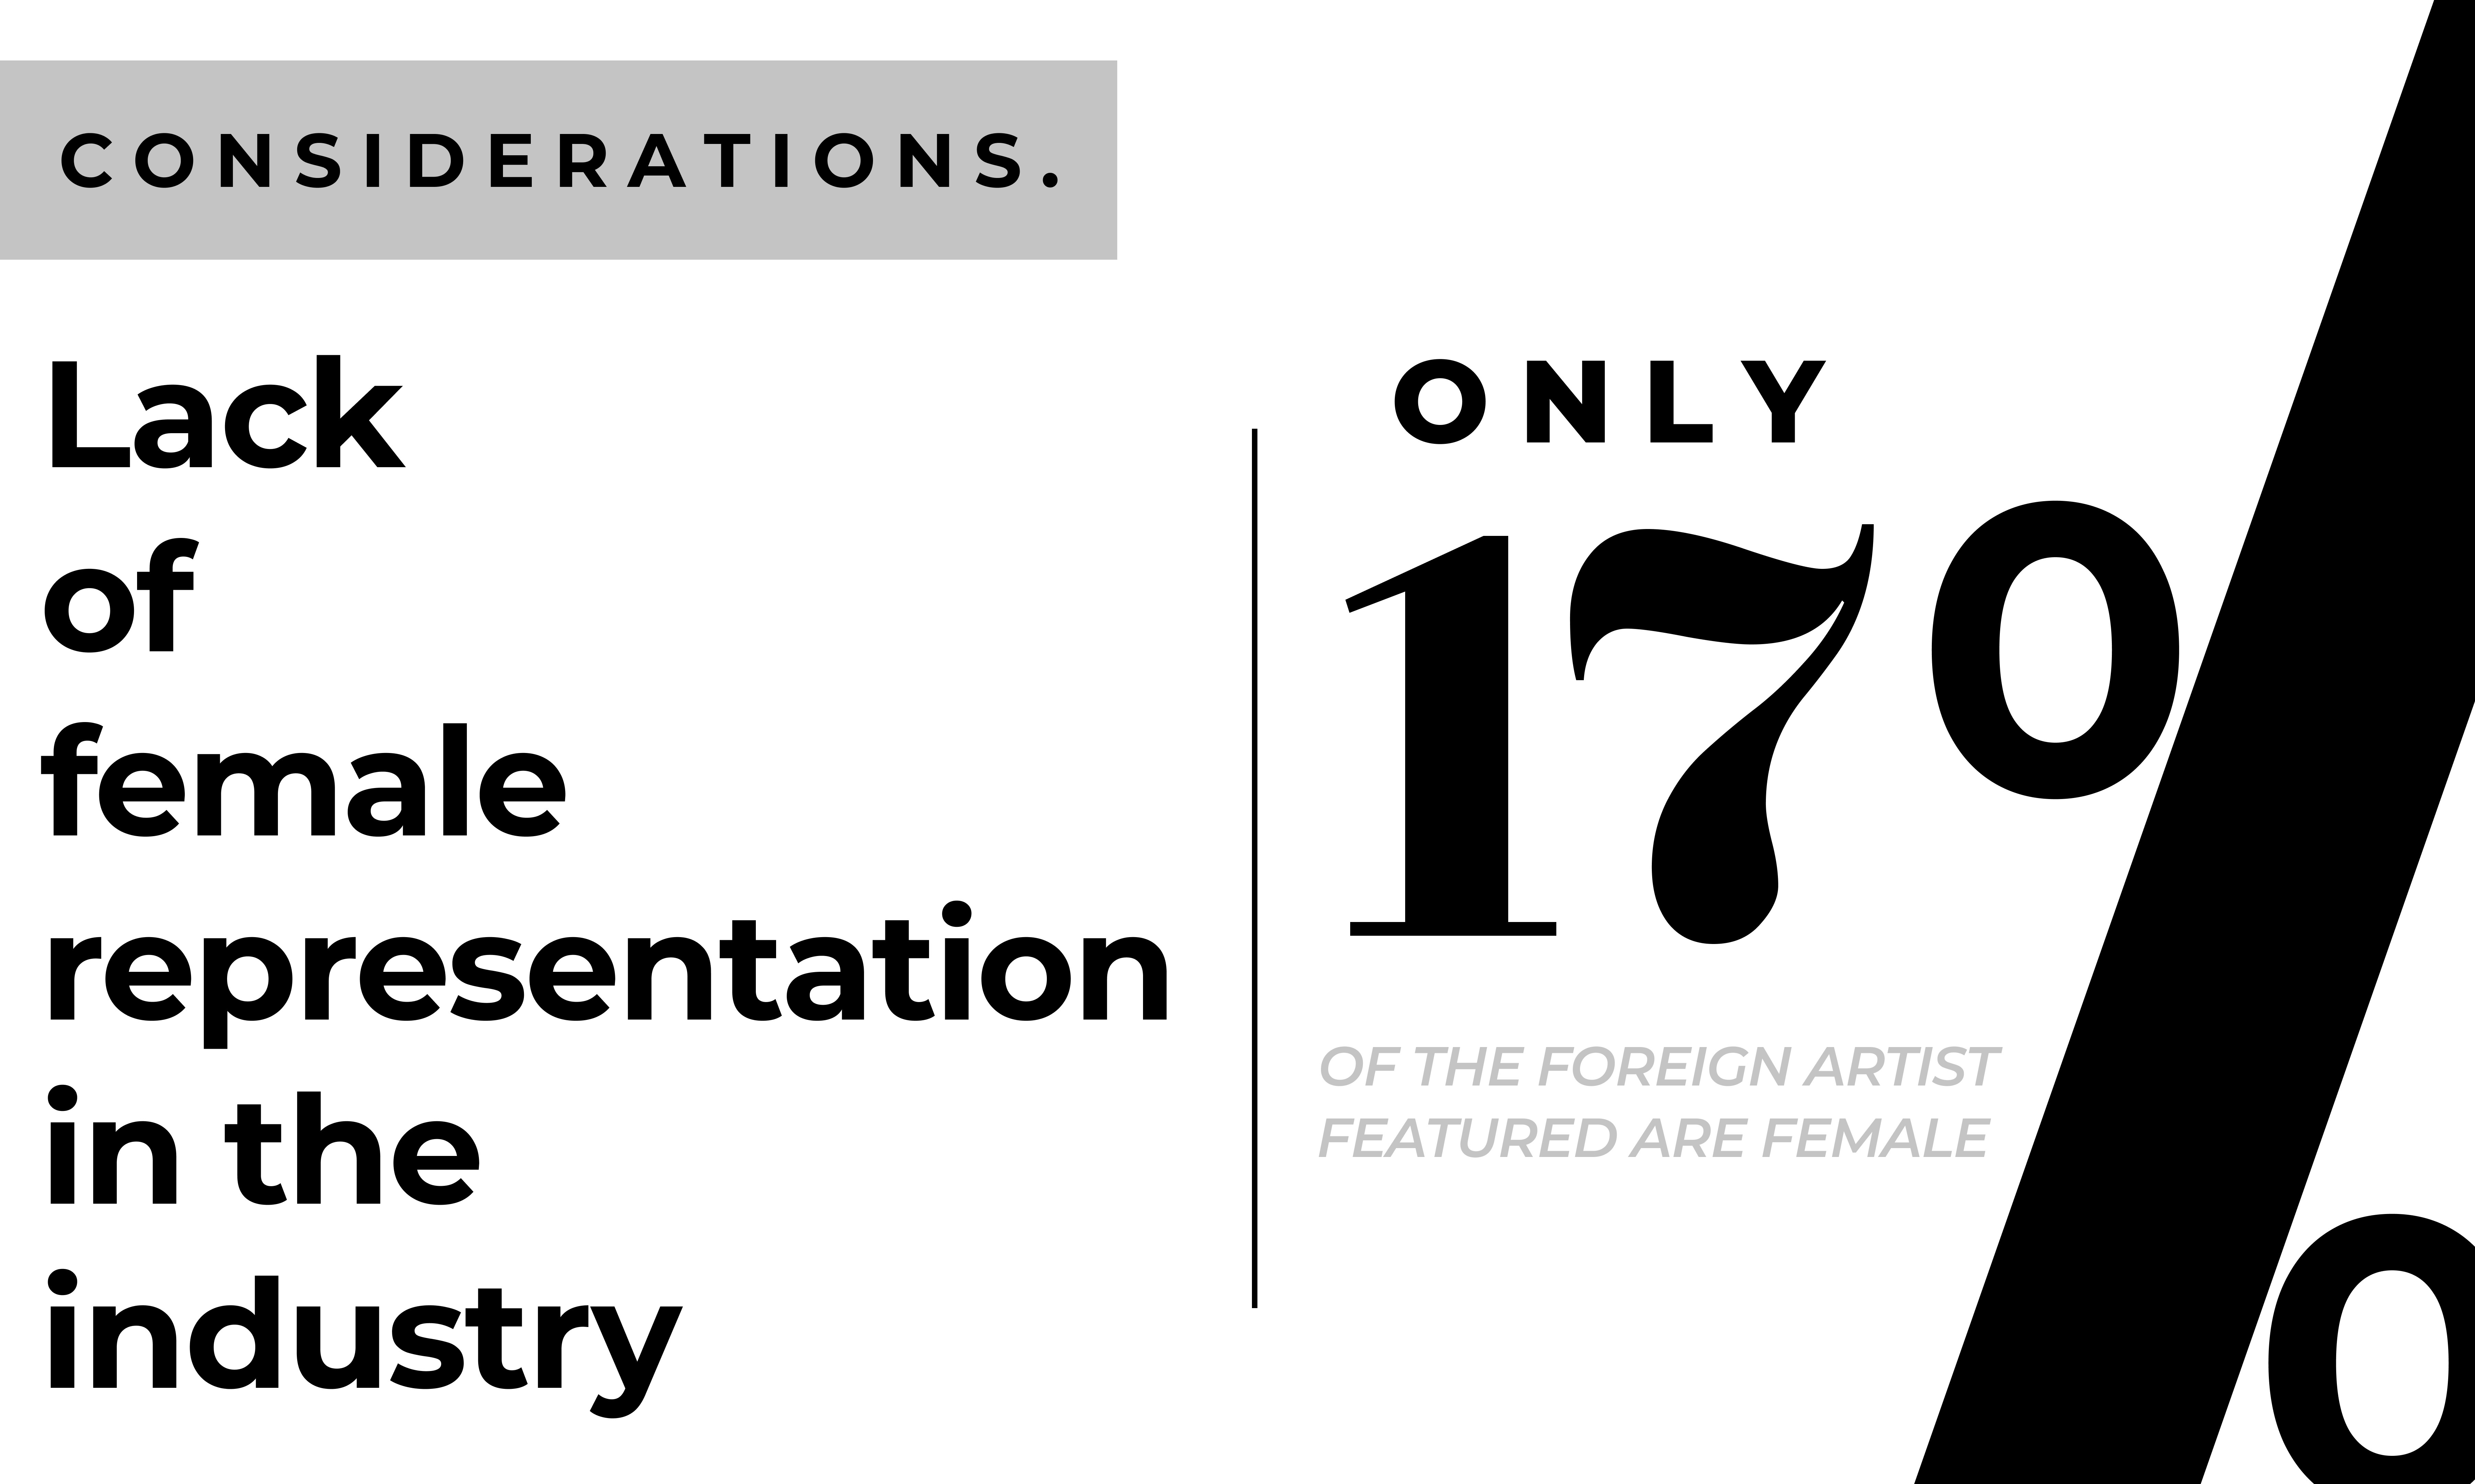 CONSIDERATIONS.
Lack
of
female
representation
in the
industry
ONLY
17%
OF THE FOREIGN ARTIST
FEATURED ARE FEMALE